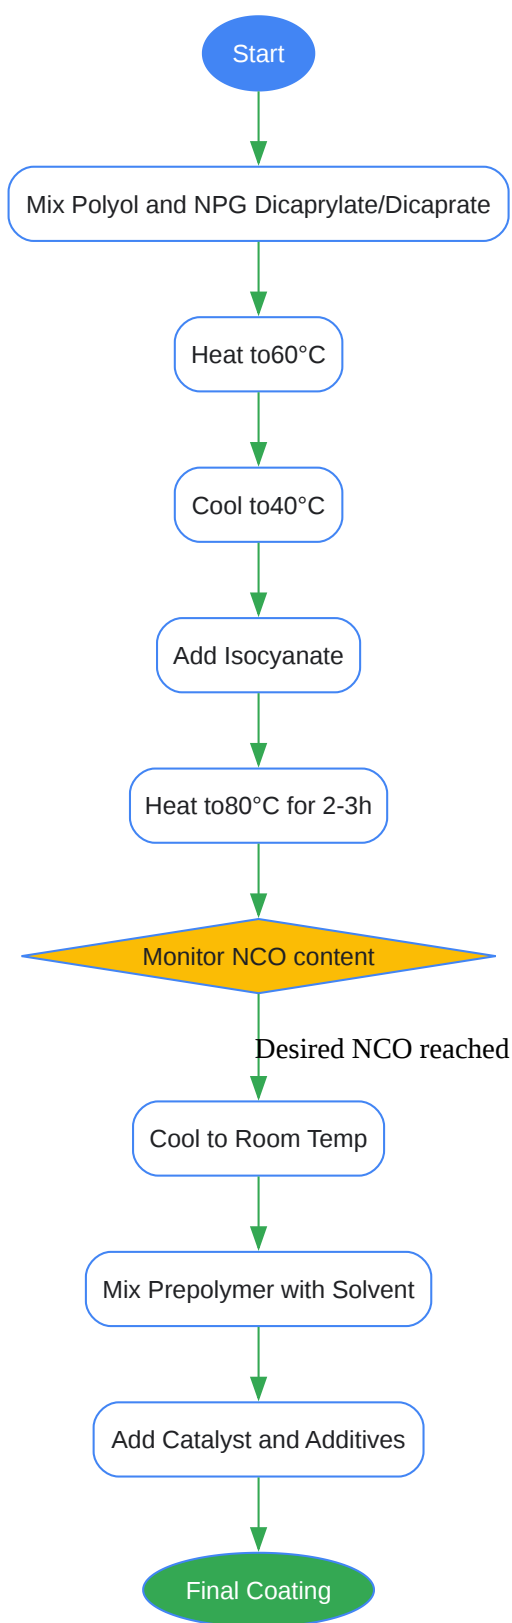 Start
Mix Polyol and NPG Dicaprylate/Dicaprate
Heat to60°C
Cool to40°C
Add Isocyanate
Heat to80°C for 2-3h
Monitor NCO content
Desired NCO reached
Cool to Room Temp
Mix Prepolymer with Solvent
Add Catalyst and Additives
Final Coating